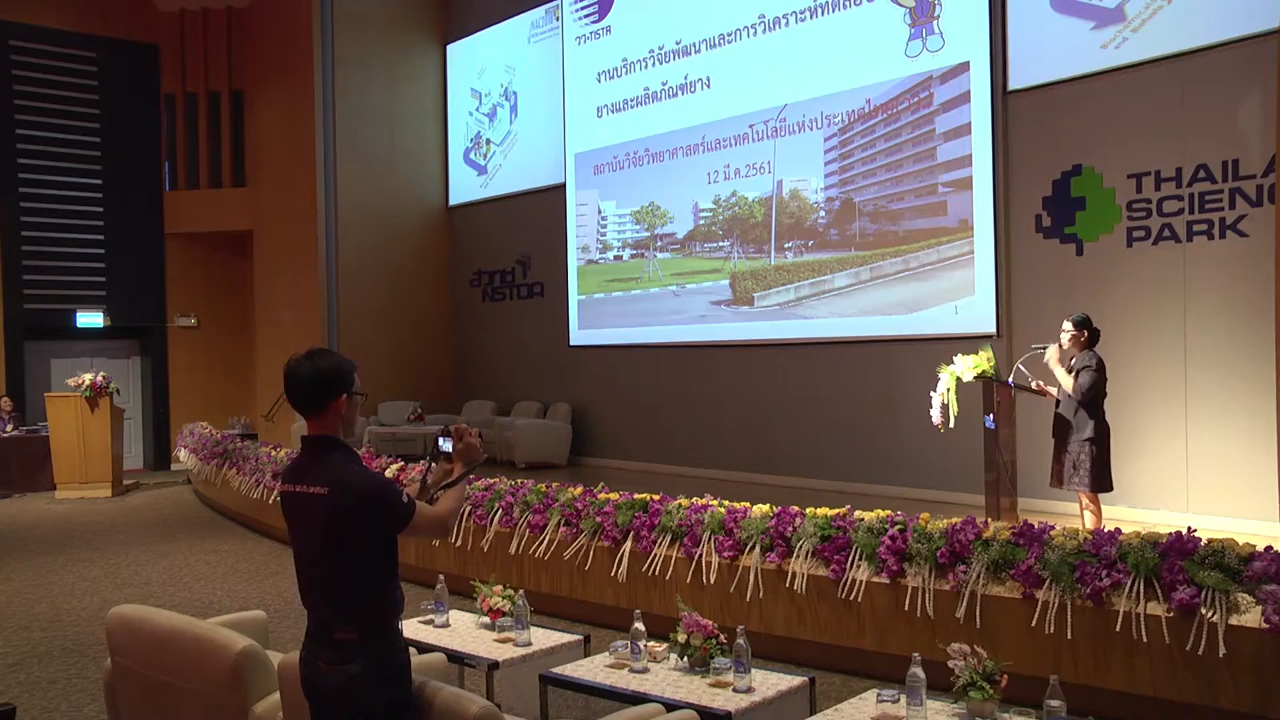 วว•TISTR
งานบริการวิจัยพัฒนาและการวิเคราะห์ทดสอบ
ยางและผลิตภัณฑ์ยาง
สถาบันวิจัยวิทยาศาสตร์และเทคโนโลยีแห่งประเทศไทย
12 มี.ค.2561
1
สวทช
NSTDA
THAILA
SCIENC
PARK